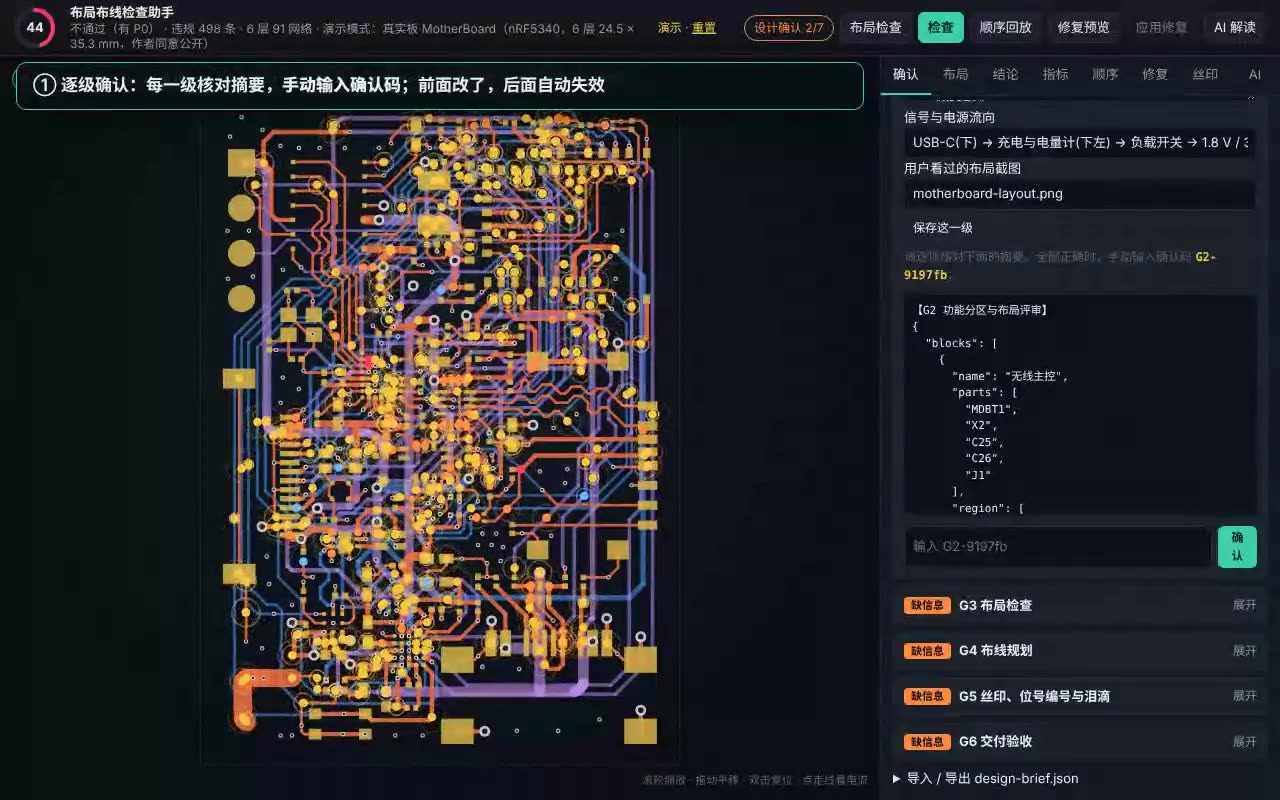 44
布局布线检查助手
不通过（有 P0） · 违规 498 条 · 6 层 91 网络 · 演示模式：真实板 MotherBoard（nRF5340，6 层 24.5 ×
35.3 mm，作者同意公开）
演示 · 重置
设计确认 2/7
布局检查
检查
顺序回放
修复预览
应用修复
AI 解读
① 逐级确认：每一级核对摘要，手动输入确认码；前面改了，后面自动失效
确认
布局
结论
指标
顺序
修复
丝印
AI
信号与电源流向
USB-C(下) → 充电与电量计(下左) → 负载开关 → 1.8 V / 3
用户看过的布局截图
motherboard-layout.png
保存这一级
请逐项核对下面的摘要。全部正确时，手动输入确认码 G2-
9197fb
【G2 功能分区与布局评审】
{
"blocks": [
{
"name": "无线主控",
"parts": [
"MDBT1",
"X2",
"C25",
"C26",
"J1"
],
"region": [
输入 G2-9197fb
确
认
缺信息 G3 布局检查 展开
缺信息 G4 布线规划 展开
缺信息 G5 丝印、位号编号与泪滴 展开
缺信息 G6 交付验收 展开
▶ 导入 / 导出 design-brief.json
滚轮缩放 · 拖动平移 · 双击复位 · 点走线看电流